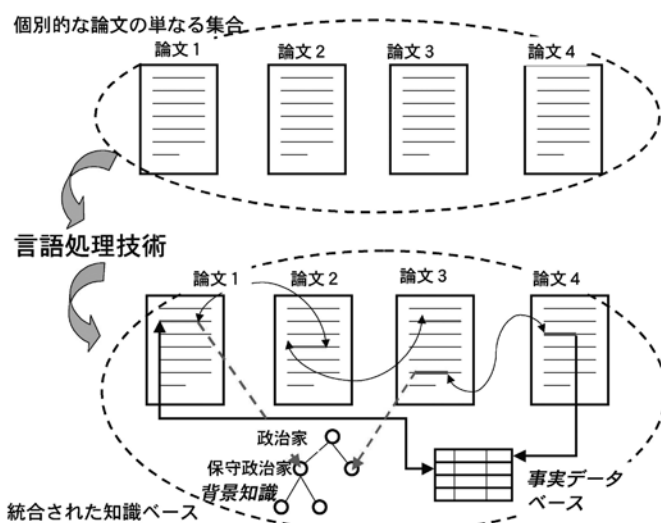 個別的な論文の単なる集合
論文1
論文2
論文3
論文4
言語処理技術
論文1
論文2
論文3
論文4
政治家
保守政治家
背景知識
事実データ
ベース
統合された知識ベース